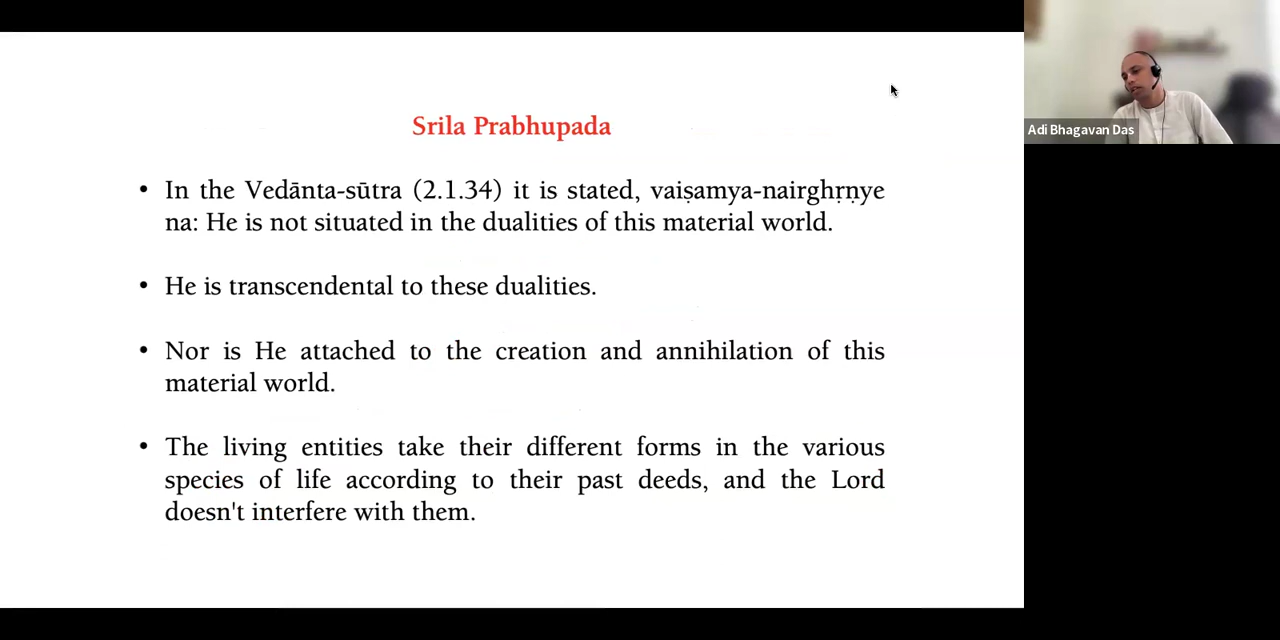 Srila Prabhupada
• In the Vedānta-sūtra (2.1.34) it is stated, vaiṣamya-nairghṛṇye
na: He is not situated in the dualities of this material world.
• He is transcendental to these dualities.
• Nor is He attached to the creation and annihilation of this
material world.
• The living entities take their different forms in the various
species of life according to their past deeds, and the Lord
doesn't interfere with them.
Adi Bhagavan Das